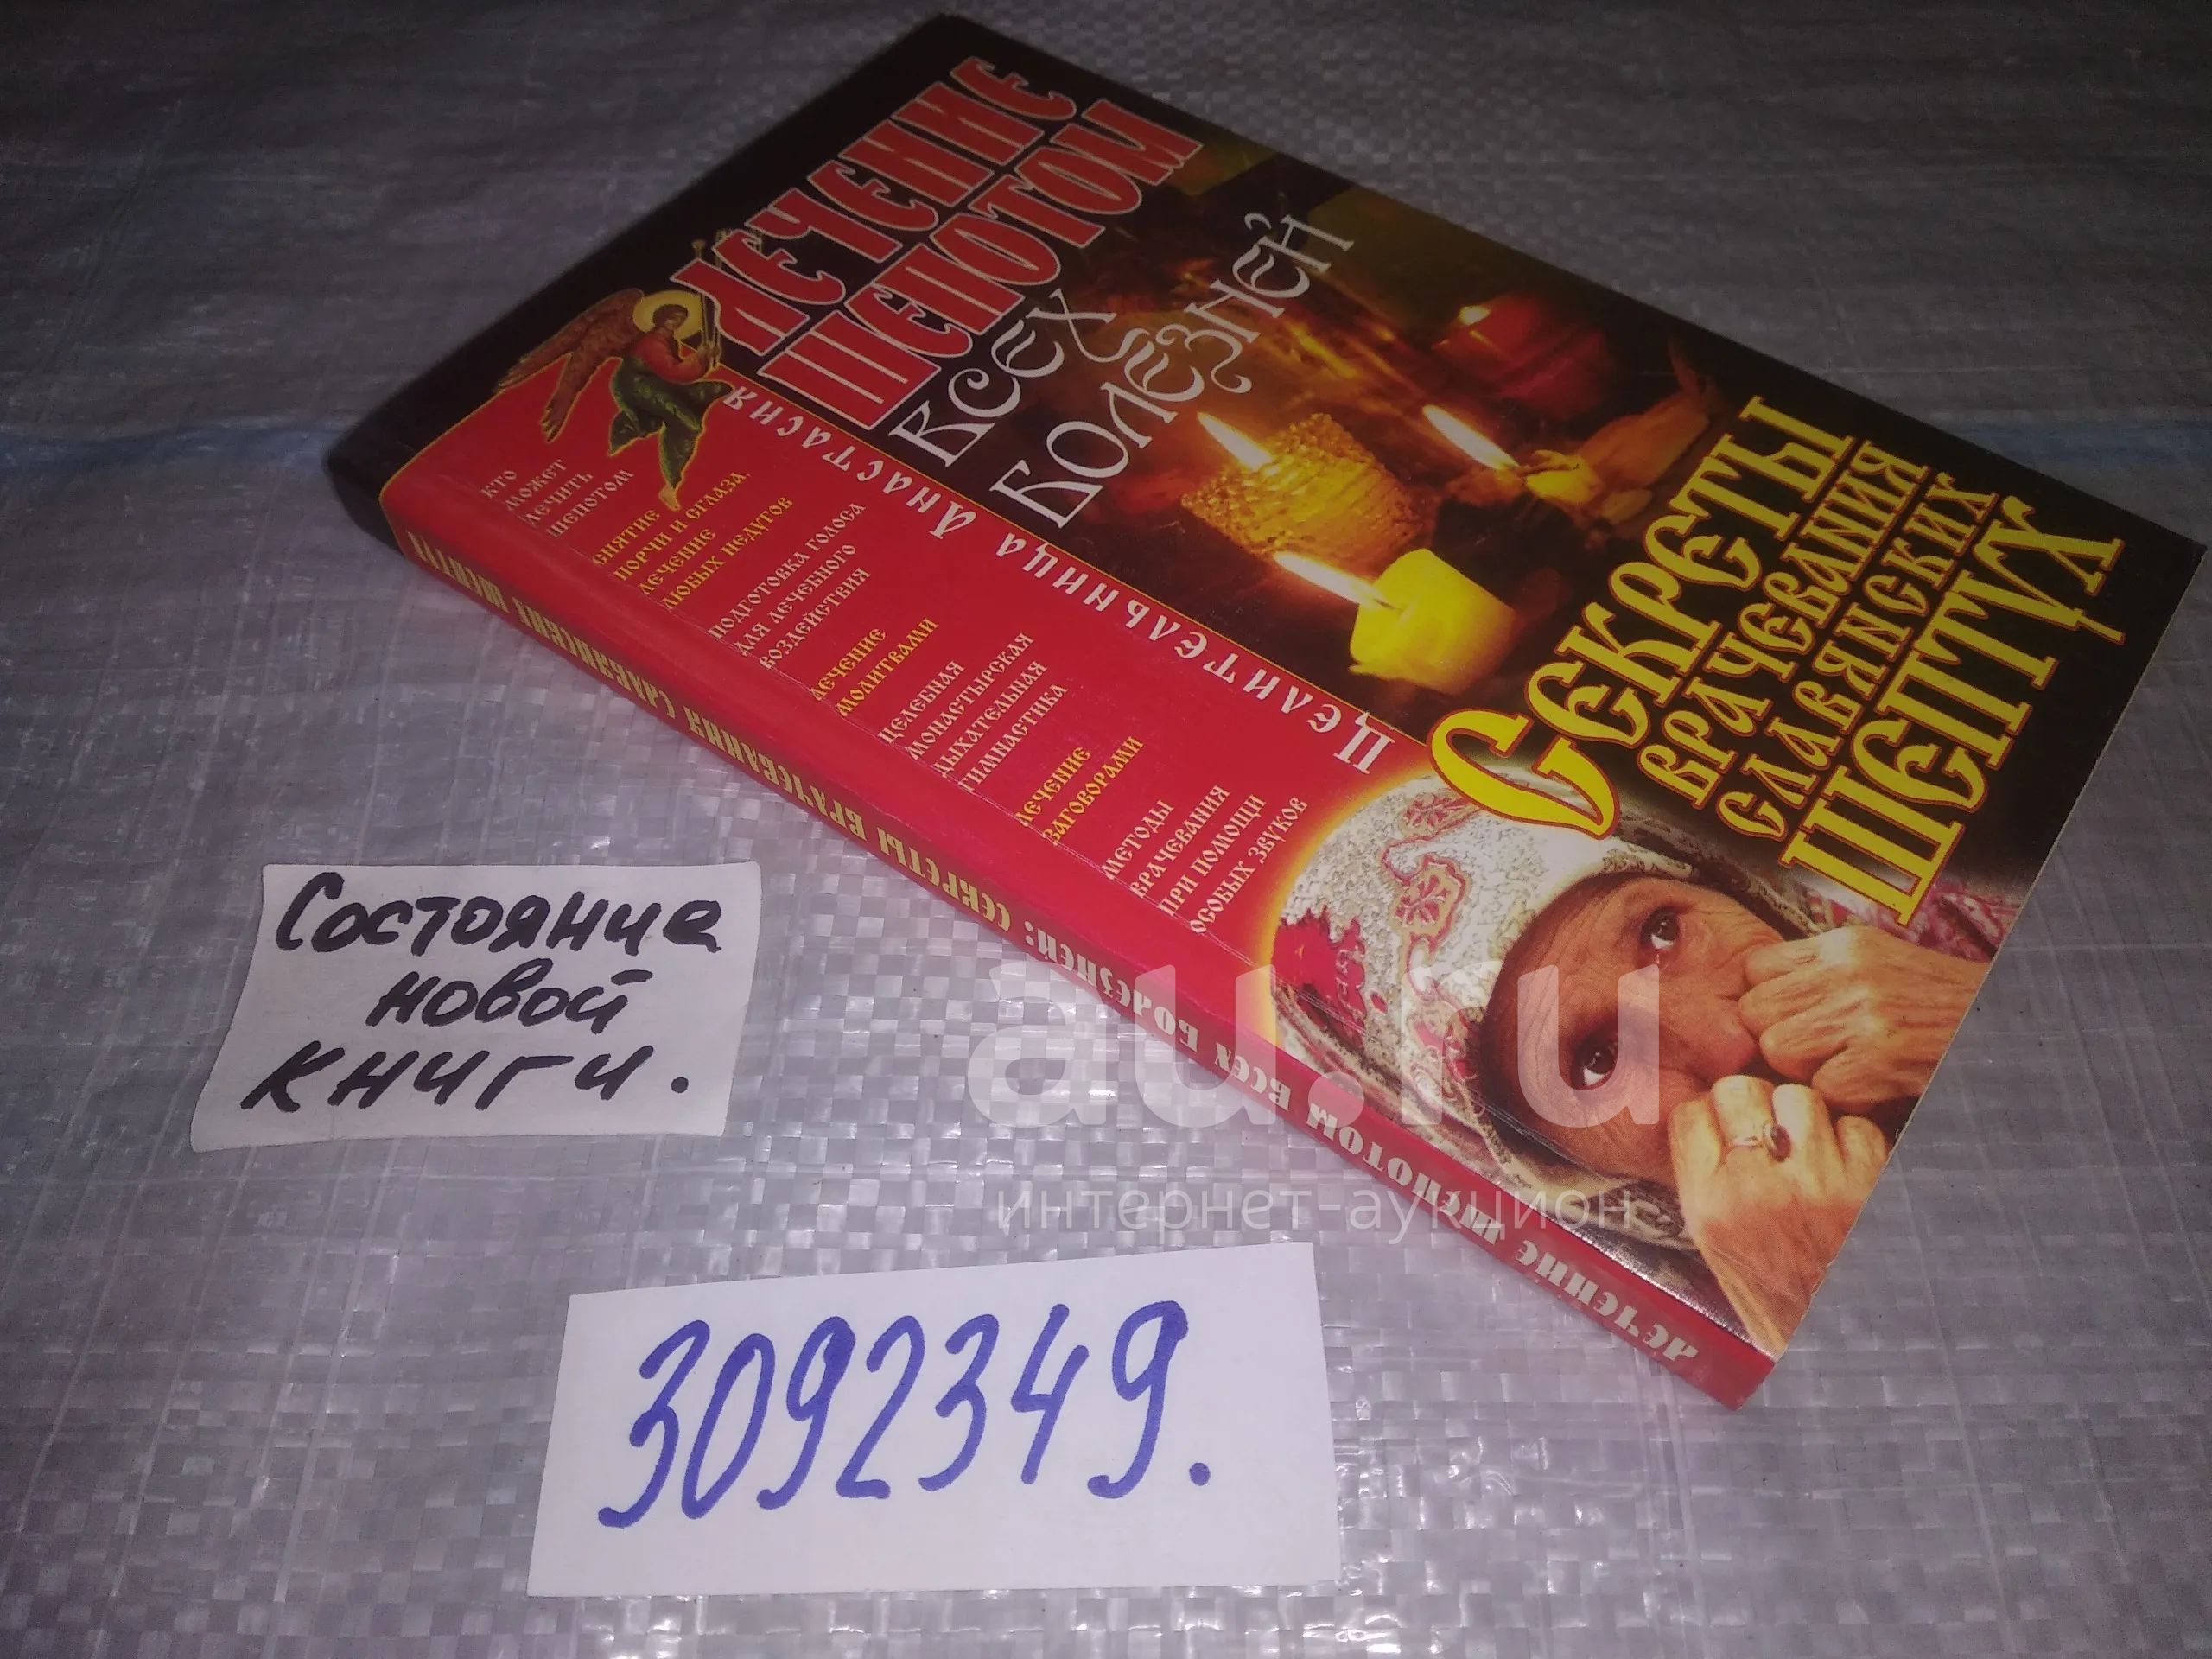 Лечение
шепотом
всех
болезней
Целительница Анастасия
кто
может
лечить
шепотом
снятие
порчи и сглаза.
лечение
любых недугов
подготовка голоса
для лечебного
воздействия
лечение
молитвами
целебная
монастырская
дыхательная
гимнастика
лечение
заговорами
методы
врачевания
при помощи
особых звуков
Секреты
врачевания
славянских
шептух
Лечение шепотом всех болезней: секреты врачевания славянских шептух
Состояние
новой
книги.
au.ru
интернет-аукцион
3092349.